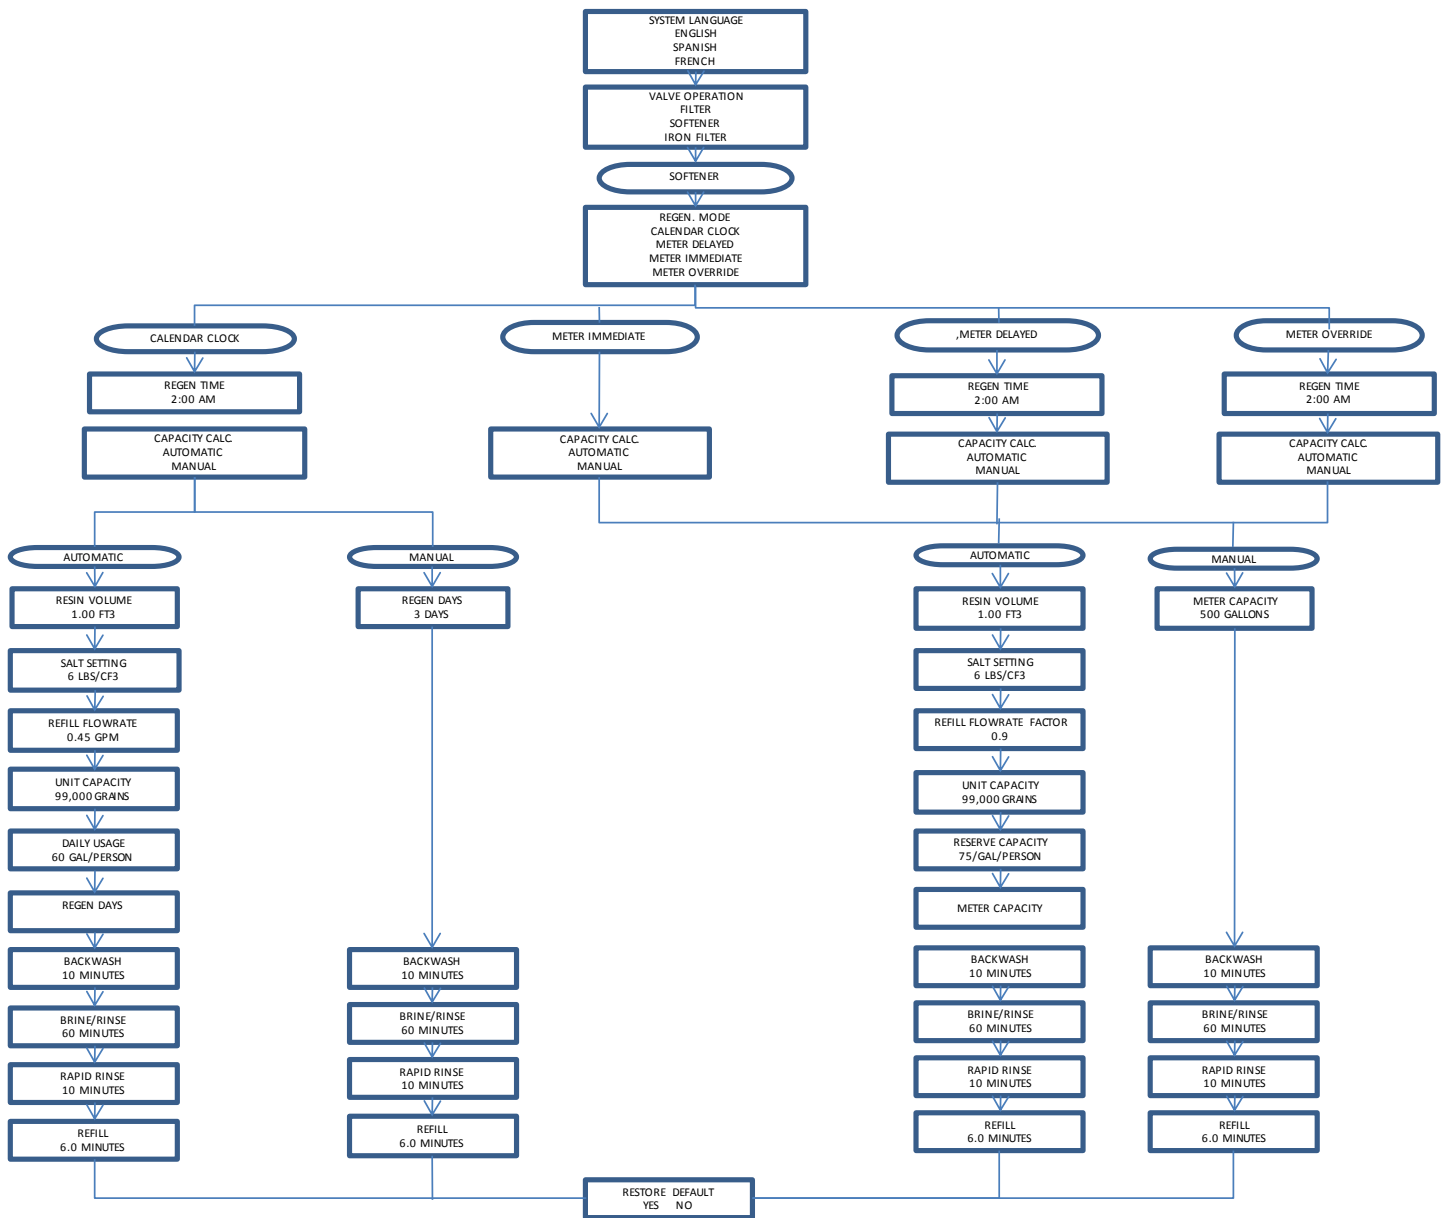 SYSTEM LANGUAGE
ENGLISH
SPANISH
FRENCH
VALVE OPERATION
FILTER
SOFTENER
IRON FILTER
SOFTENER
REGEN. MODE
CALENDAR CLOCK
METER DELAYED
METER IMMEDIATE
METER OVERRIDE
CALENDAR CLOCK
REGEN TIME
2:00 AM
CAPACITY CALC.
AUTOMATIC
MANUAL
METER IMMEDIATE
CAPACITY CALC.
AUTOMATIC
MANUAL
,METER DELAYED
REGEN TIME
2:00 AM
CAPACITY CALC.
AUTOMATIC
MANUAL
METER OVERRIDE
REGEN TIME
2:00 AM
CAPACITY CALC.
AUTOMATIC
MANUAL
AUTOMATIC
RESIN VOLUME
1.00 FT3
SALT SETTING
6 LBS/CF3
REFILL FLOWRATE
0.45 GPM
UNIT CAPACITY
99,000 GRAINS
DAILY USAGE
60 GAL/PERSON
REGEN DAYS
BACKWASH
10 MINUTES
BRINE/RINSE
60 MINUTES
RAPID RINSE
10 MINUTES
REFILL
6.0 MINUTES
MANUAL
REGEN DAYS
3 DAYS
BACKWASH
10 MINUTES
BRINE/RINSE
60 MINUTES
RAPID RINSE
10 MINUTES
REFILL
6.0 MINUTES
AUTOMATIC
RESIN VOLUME
1.00 FT3
SALT SETTING
6 LBS/CF3
REFILL FLOWRATE FACTOR
0.9
UNIT CAPACITY
99,000 GRAINS
RESERVE CAPACITY
75/GAL/PERSON
METER CAPACITY
BACKWASH
10 MINUTES
BRINE/RINSE
60 MINUTES
RAPID RINSE
10 MINUTES
REFILL
6.0 MINUTES
MANUAL
METER CAPACITY
500 GALLONS
BACKWASH
10 MINUTES
BRINE/RINSE
60 MINUTES
RAPID RINSE
10 MINUTES
REFILL
6.0 MINUTES
RESTORE DEFAULT
YES NO